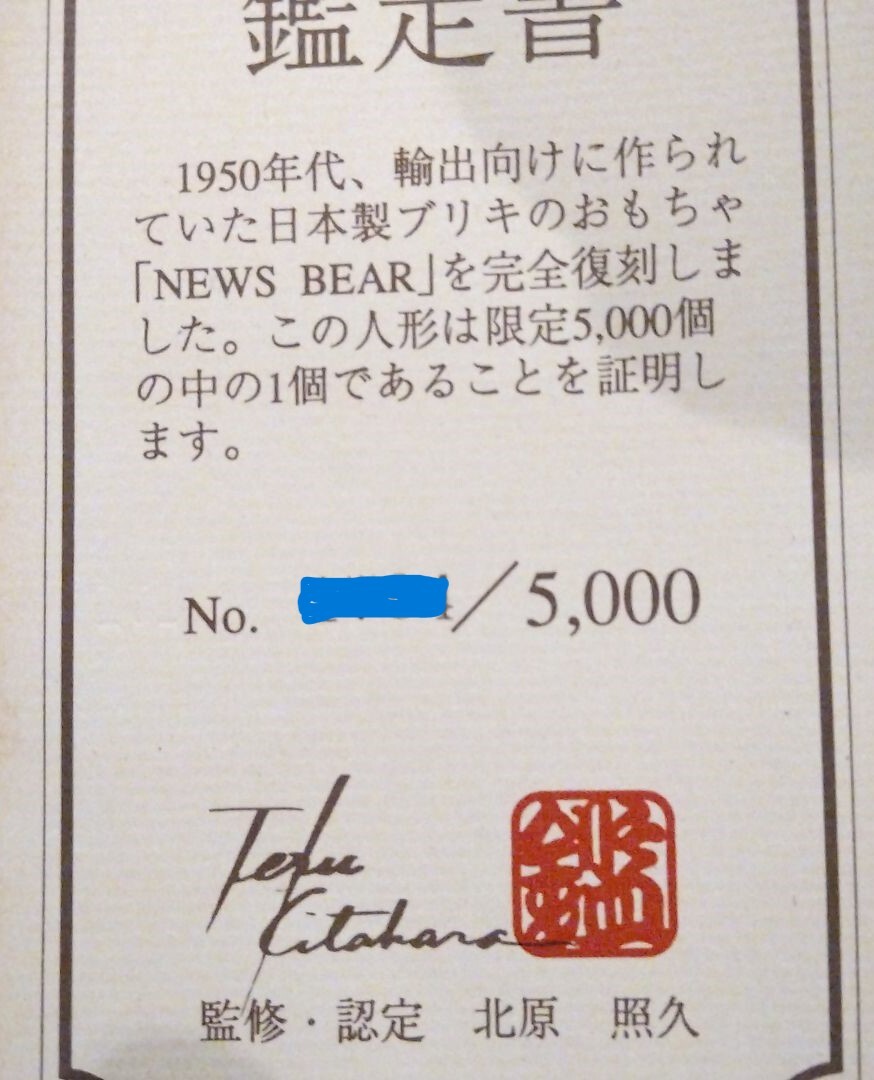 鑑定書
1950年代、輸出向けに作られ
ていた日本製ブリキのおもちゃ
「NEWS BEAR」を完全復刻しま
した。この人形は限定5,000個
の中の1個であることを証明し
ます。
No. /5,000
Teru
Kitahara
監修・認定 北原 照久